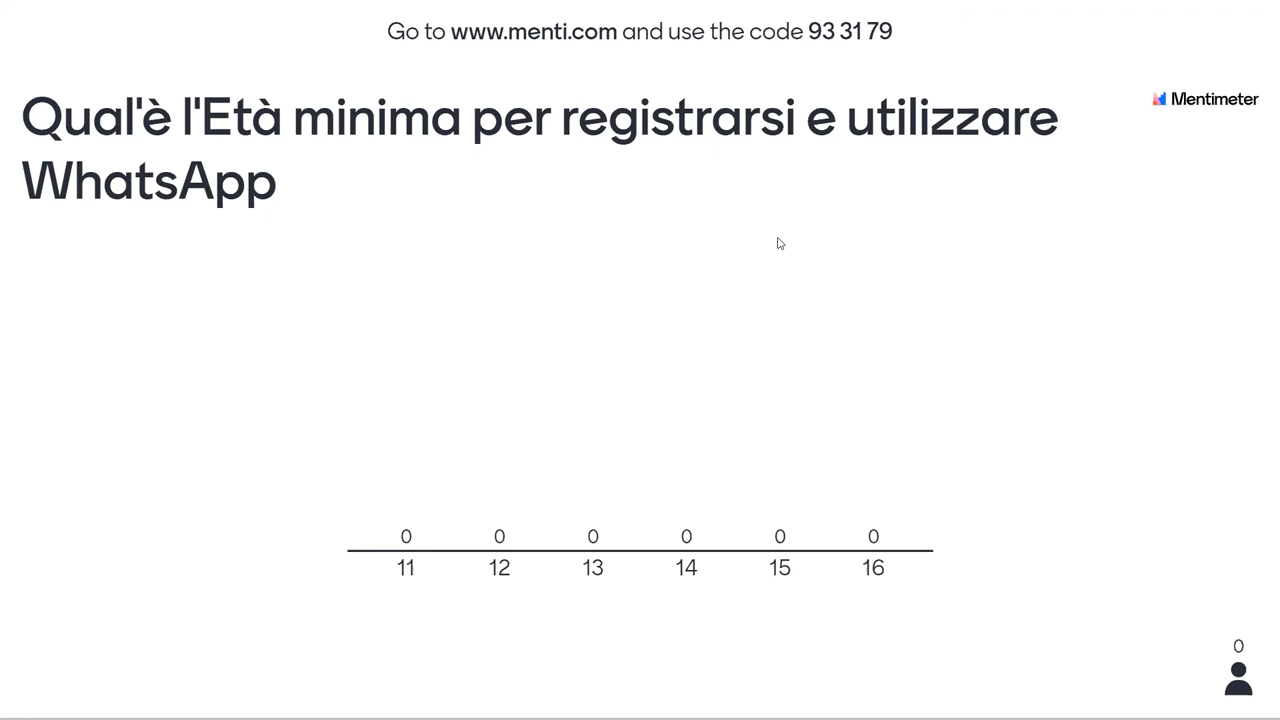 Go to www.menti.com and use the code 93 31 79
Qual'è l'Età minima per registrarsi e utilizzare
WhatsApp
Mentimeter
0 0 0 0 0 0
11 12 13 14 15 16
0